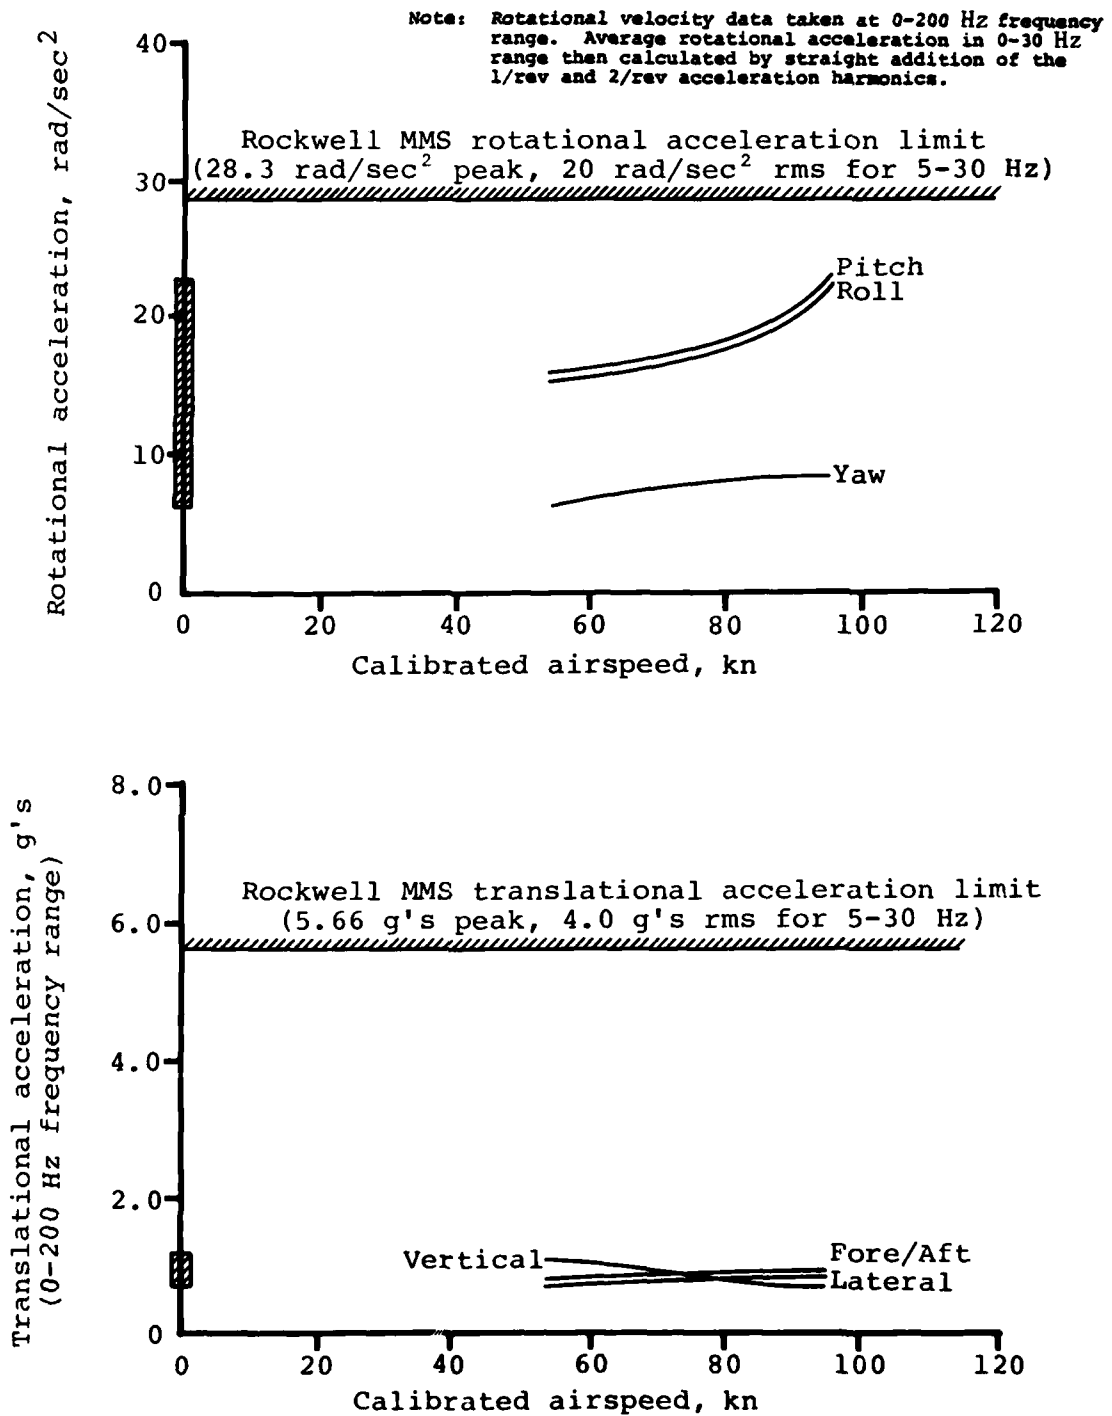 Note: Rotational velocity data taken at 0-200 Hz frequency
range. Average rotational acceleration in 0-30 Hz
range then calculated by straight addition of the
1/rev and 2/rev acceleration harmonics.
Rotational acceleration, rad/sec²
40
30
20
10
0
Rockwell MMS rotational acceleration limit
(28.3 rad/sec² peak, 20 rad/sec² rms for 5-30 Hz)
Pitch
Roll
Yaw
0 20 40 60 80 100 120
Calibrated airspeed, kn
Translational acceleration, g's
(0-200 Hz frequency range)
8.0
6.0
4.0
2.0
0
Rockwell MMS translational acceleration limit
(5.66 g's peak, 4.0 g's rms for 5-30 Hz)
Vertical
Fore/Aft
Lateral
0 20 40 60 80 100 120
Calibrated airspeed, kn